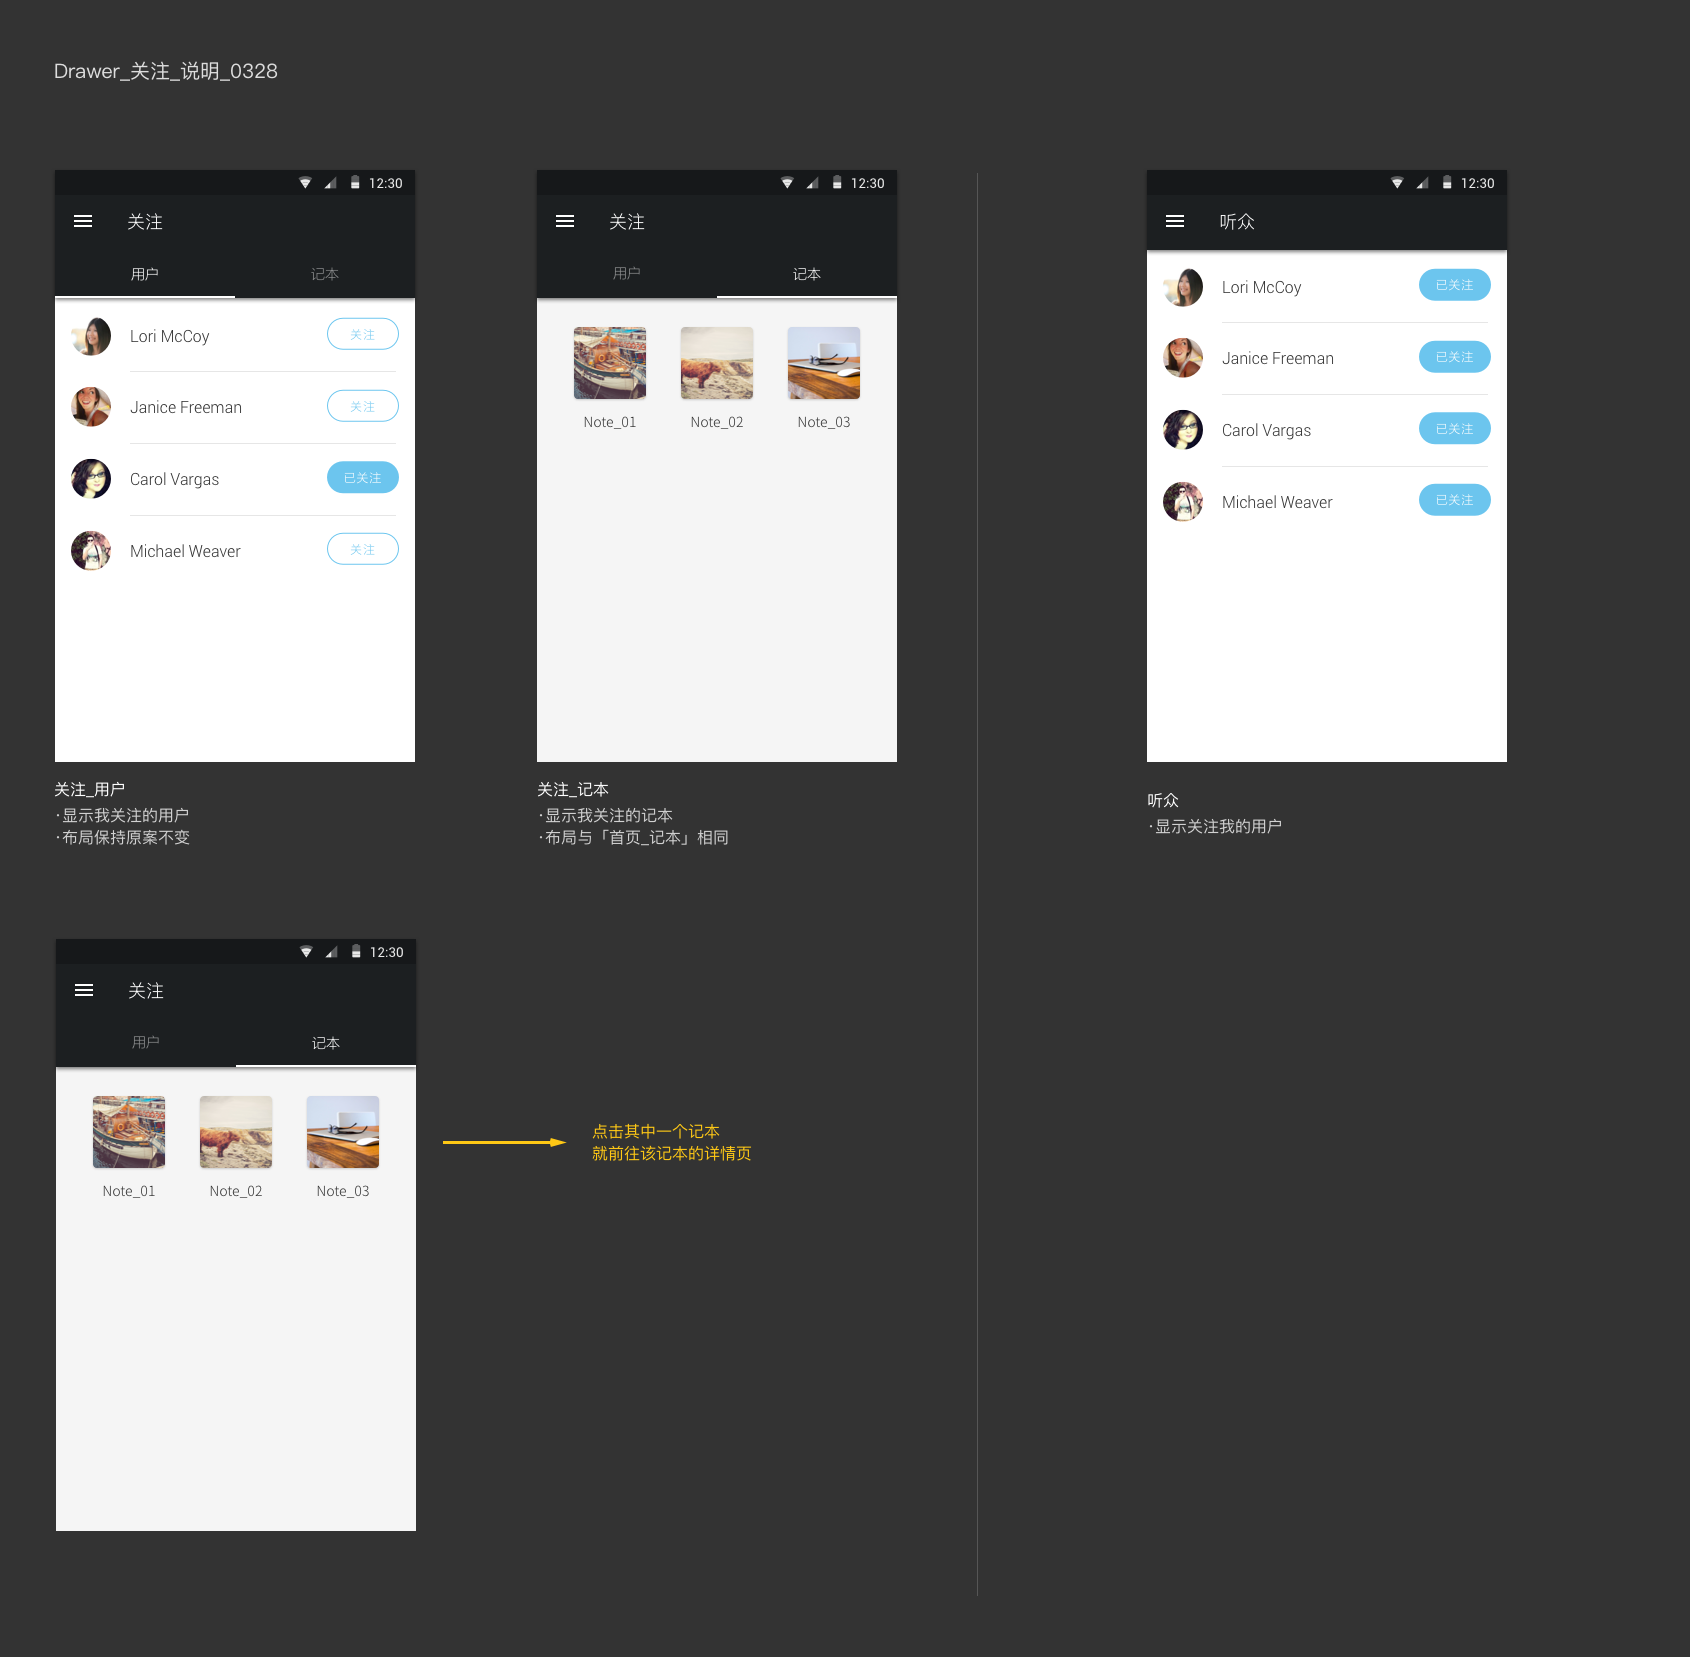 Drawer_关注_说明_0328
12:30
关注
用户 记本
Lori McCoy 关注
Janice Freeman 关注
Carol Vargas 已关注
Michael Weaver 关注
关注_用户
·显示我关注的用户
·布局保持原案不变
12:30
关注
用户 记本
Note_01 Note_02 Note_03
关注_记本
·显示我关注的记本
·布局与「首页_记本」相同
12:30
听众
Lori McCoy 已关注
Janice Freeman 已关注
Carol Vargas 已关注
Michael Weaver 已关注
听众
·显示关注我的用户
12:30
关注
用户 记本
Note_01 Note_02 Note_03
点击其中一个记本
就前往该记本的详情页